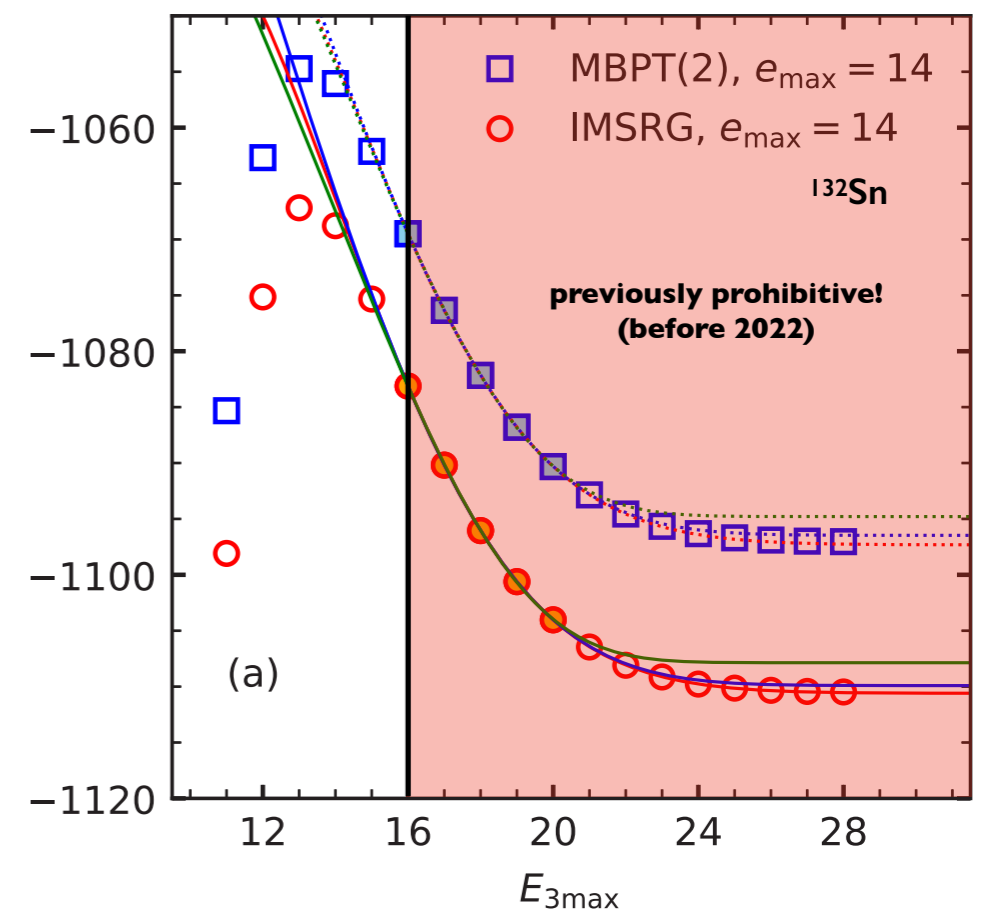 −1060
−1080
−1100
−1120
MBPT(2), eₘₐₓ = 14
IMSRG, eₘₐₓ = 14
¹³²Sn
previously prohibitive!
(before 2022)
(a)
12 16 20 24 28
E₃ₘₐₓ